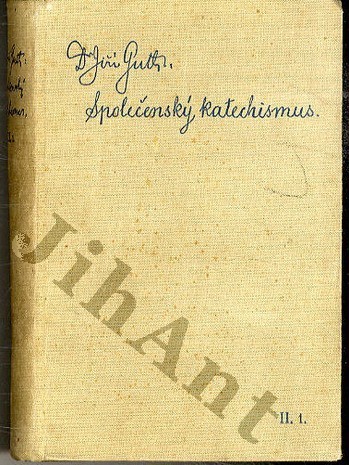 Dr Jiří Guth:
Společenský katechismus.
II. 1.
JihAnt